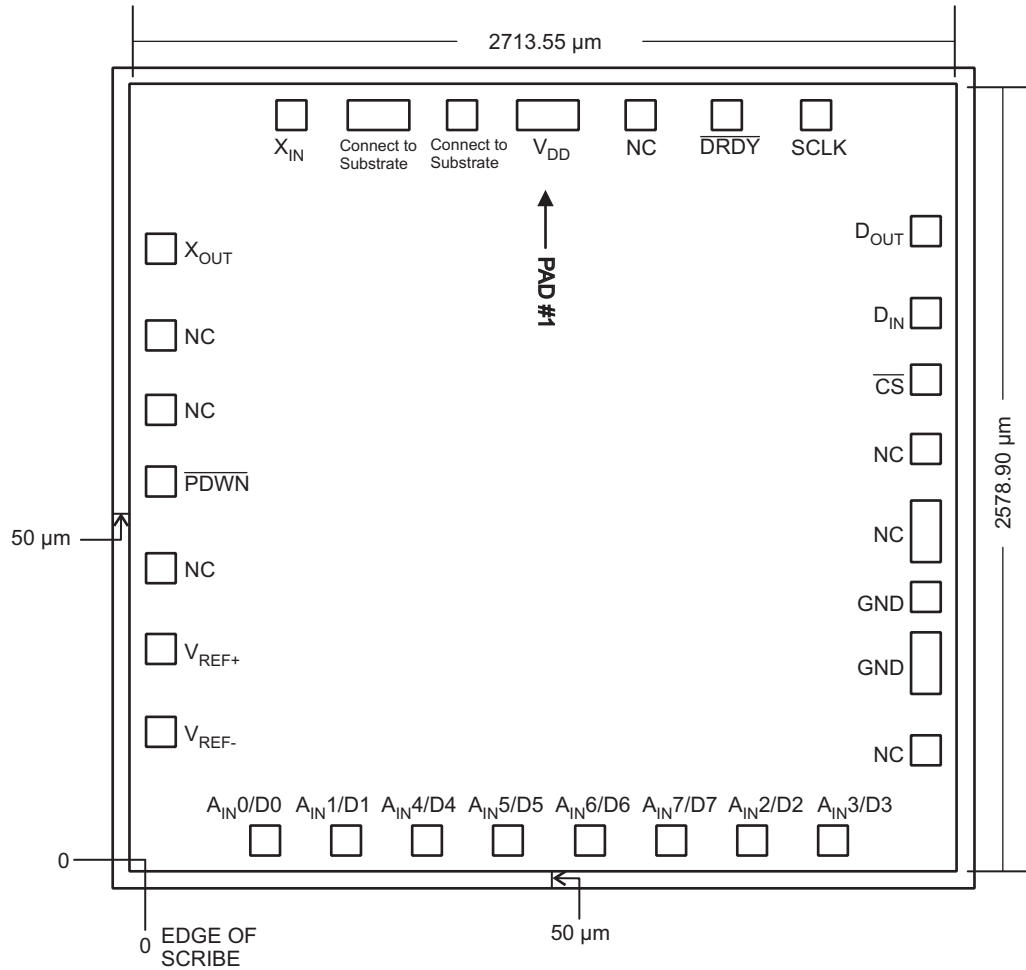 2713.55 µm
X_IN
Connect to
Substrate
Connect to
Substrate
V_DD
NC
DRDY
SCLK
PAD #1
X_OUT
NC
NC
PDWN
NC
V_REF+
V_REF-
50 µm
D_OUT
D_IN
CS
NC
NC
GND
GND
NC
2578.90 µm
A_IN0/D0 A_IN1/D1 A_IN4/D4 A_IN5/D5 A_IN6/D6 A_IN7/D7 A_IN2/D2 A_IN3/D3
0
0
EDGE OF
SCRIBE
50 µm